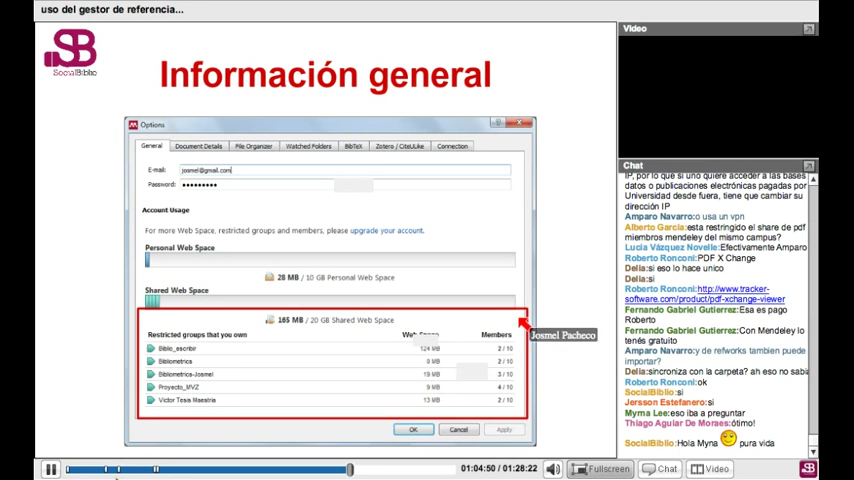 uso del gestor de referencia...
SB
SocialBiblio
Información general
Options
General
Document Details
File Organizer
Watched Folders
BibTeX
Zotero / CiteULike
Connection
E-mail:
josmel@gmail.com
Password:
Account Usage
For more Web Space, restricted groups and members, please upgrade your account.
Personal Web Space
28 MB / 10 GB Personal Web Space
Shared Web Space
165 MB / 20 GB Shared Web Space
Restricted groups that you own
Members
Biblio_escribir 124 MB 2 / 10
Bibliometrics 0 MB 2 / 10
Bibliometrics-Josmel 19 MB 3 / 10
Proyecto_MVZ 9 MB 4 / 10
Victor Tesis Maestria 13 MB 2 / 10
OK
Cancel
Apply
Josmel Pacheco
Video
Chat
IP, por lo que si uno quiere acceder a las bases
datos o publicaciones electrónicas pagadas por
Universidad desde fuera, tiene que cambiar su
dirección IP
Amparo Navarro:o usa un vpn
Alberto Garcia:esta restringido el share de pdf
miembros mendeley del mismo campus?
Lucia Vázquez Novelle:Efectivamente Amparo
Roberto Ronconi:PDF X Change
Delia:si eso lo hace unico
Delia:si
Roberto Ronconi:http://www.tracker-
software.com/product/pdf-xchange-viewer
Fernando Gabriel Gutierrez:Esa es pago
Roberto
Fernando Gabriel Gutierrez:Con Mendeley lo
tenés gratuito
Amparo Navarro:y de refworks tambien puede
importar?
Delia:sincroniza con la carpeta? ah eso no sabi
Roberto Ronconi:ok
SocialBiblio:si
Jersson Estefanero:si
Myrna Lee:eso iba a preguntar
Thiago Aguiar De Moraes:ótimo!
SocialBiblio:Hola Myna pura vida
01:04:50 / 01:28:22
Fullscreen
Chat
Video
SB